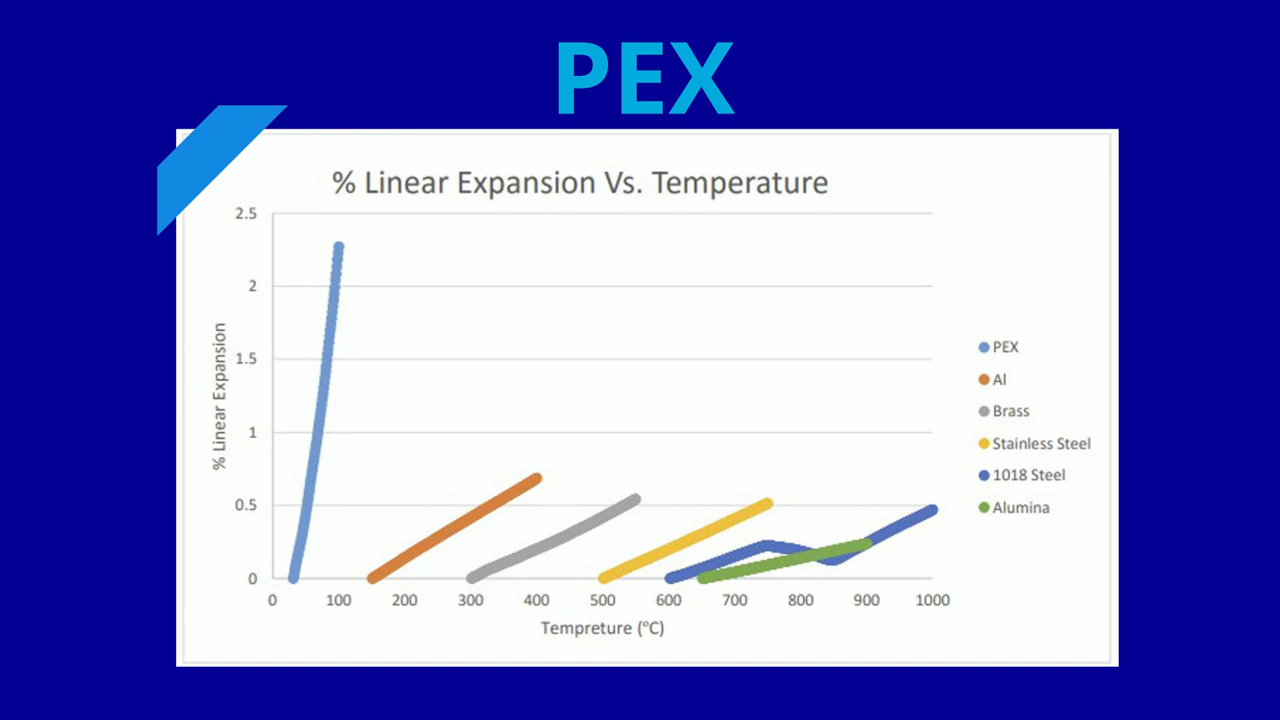 PEX
% Linear Expansion Vs. Temperature
2.5
2
1.5
1
0.5
0
% Linear Expansion
0 100 200 300 400 500 600 700 800 900 1000
Tempreture (°C)
PEX
Al
Brass
Stainless Steel
1018 Steel
Alumina